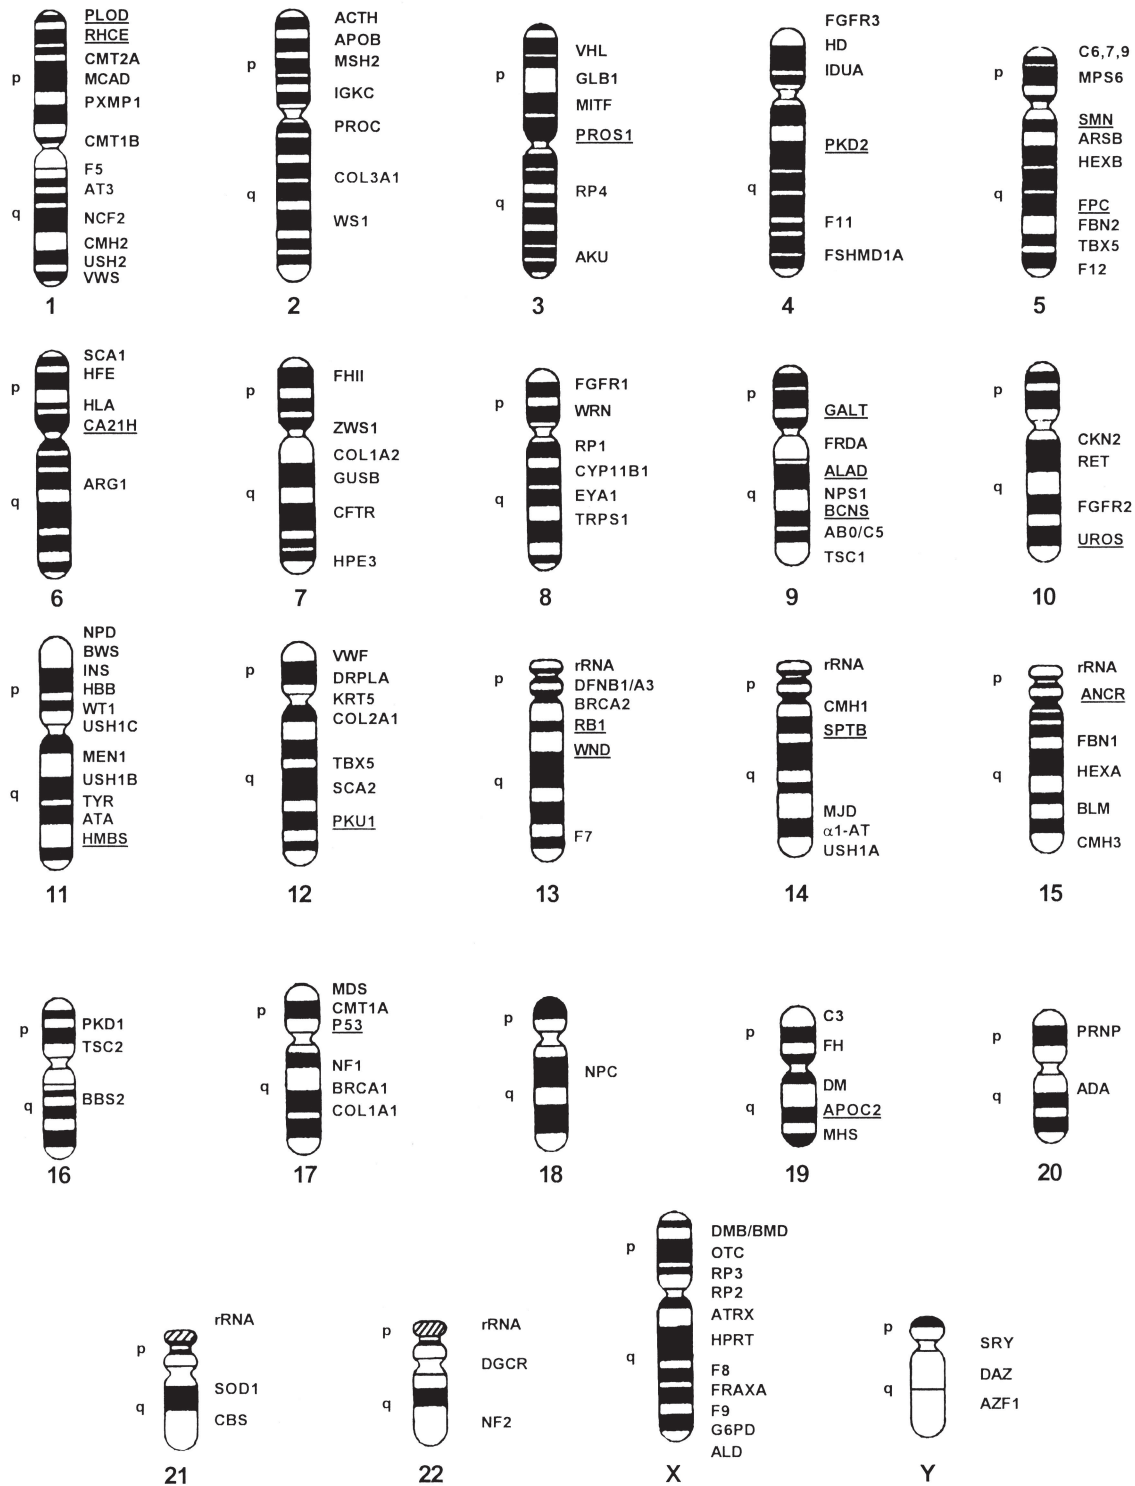 PLOD
RHCE
CMT2A
p
MCAD
PXMP1
CMT1B
F5
AT3
q
NCF2
CMH2
USH2
VWS
1
ACTH
APOB
p
MSH2
IGKC
PROC
COL3A1
q
WS1
2
VHL
p
GLB1
MITF
PROS1
RP4
q
AKU
3
FGFR3
HD
p
IDUA
PKD2
q
F11
FSHMD1A
4
C6,7,9
p
MPS6
SMN
ARSB
HEXB
q
FPC
FBN2
TBX5
F12
5
SCA1
HFE
p
HLA
CA21H
ARG1
q
6
FHII
p
ZWS1
COL1A2
GUSB
q
CFTR
HPE3
7
FGFR1
p
WRN
RP1
CYP11B1
EYA1
q
TRPS1
8
p
GALT
FRDA
ALAD
NPS1
q
BCNS
AB0/C5
TSC1
9
p
CKN2
RET
q
FGFR2
UROS
10
NPD
BWS
INS
HBB
p
WT1
USH1C
MEN1
USH1B
q
TYR
ATA
HMBS
11
VWF
p
DRPLA
KRT5
COL2A1
TBX5
q
SCA2
PKU1
12
rRNA
p
DFNB1/A3
BRCA2
RB1
WND
q
F7
13
rRNA
p
CMH1
SPTB
q
MJD
α1-AT
USH1A
14
rRNA
p
ANCR
FBN1
HEXA
q
BLM
CMH3
15
PKD1
p
TSC2
BBS2
q
16
MDS
CMT1A
p
P53
NF1
BRCA1
q
COL1A1
17
p
NPC
q
18
C3
p
FH
DM
APOC2
q
MHS
19
PRNP
p
ADA
q
20
rRNA
p
SOD1
q
CBS
21
rRNA
p
DGCR
q
NF2
22
DMB/BMD
p
OTC
RP3
RP2
ATRX
HPRT
q
F8
FRAXA
F9
G6PD
ALD
X
p
SRY
DAZ
q
AZF1
Y